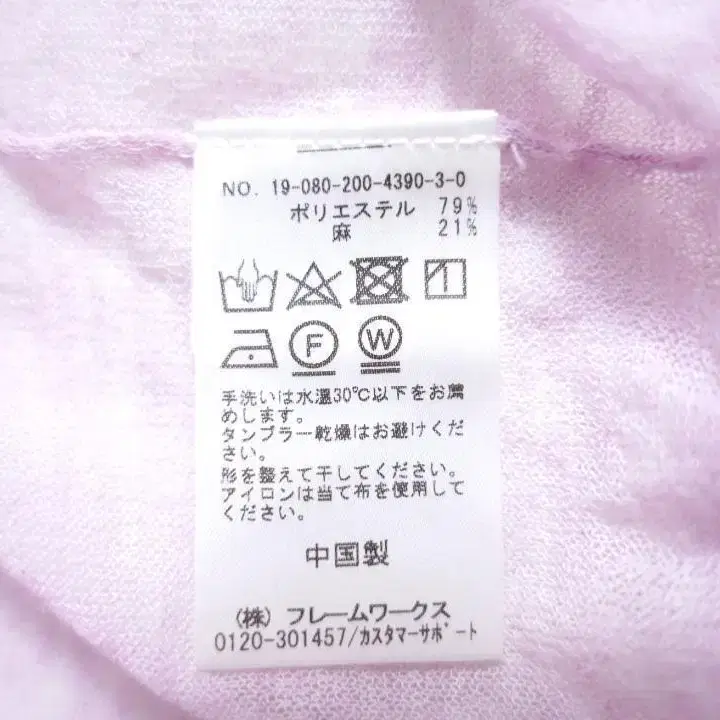 NO. 19-080-200-4390-3-0
ポリエステル 79%
麻 21%
F W
手洗いは水温30℃以下をお薦
めします。
タンブラー乾燥はお避けくだ
さい。
形を整えて干してください。
アイロンは当て布を使用して
ください。
中国製
(株) フレームワークス
0120-301457/カスタマーサポート